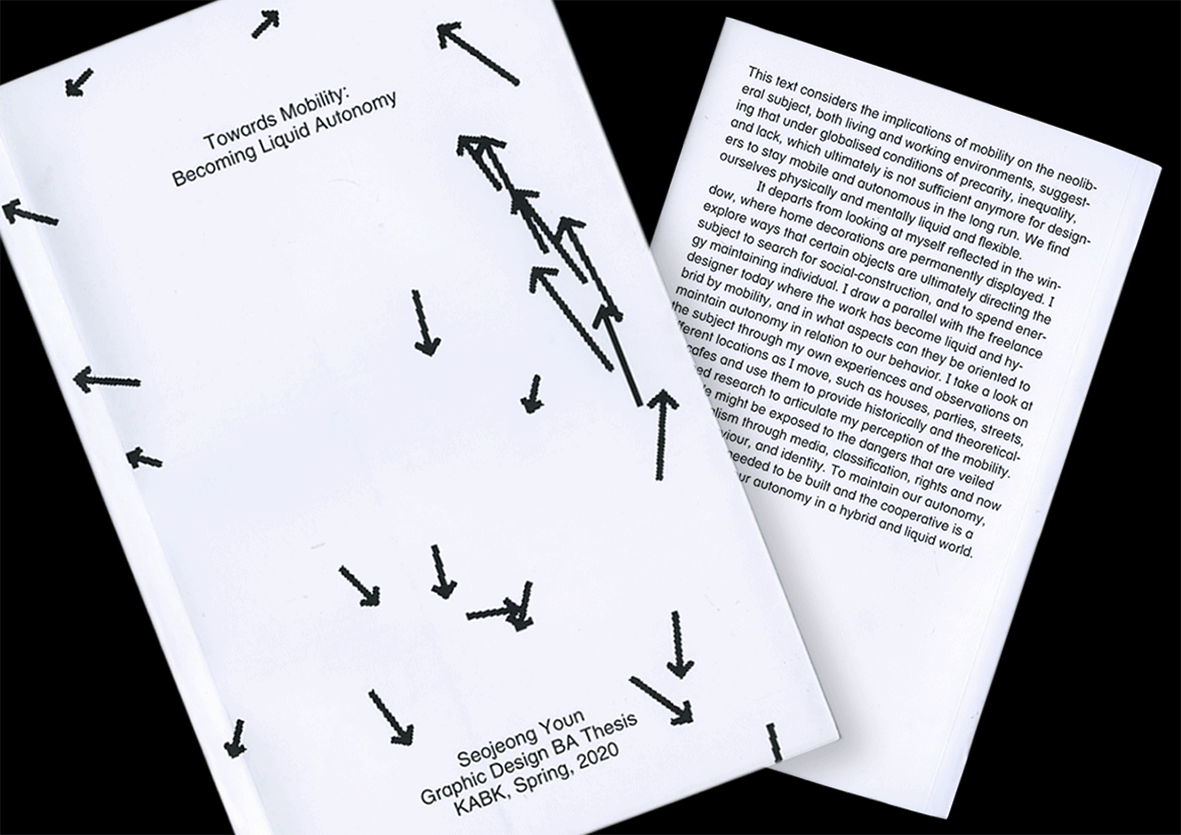 Towards Mobility:
Becoming Liquid Autonomy
Seojeong Youn
Graphic Design BA Thesis
KABK, Spring, 2020
This text considers the implications of mobility on the neolib-
eral subject, both living and working environments, suggest-
ing that under globalised conditions of precarity, inequality,
and lack, which ultimately is not sufficient anymore for design-
ers to stay mobile and autonomous in the long run. We find
ourselves physically and mentally liquid and flexible.
It departs from looking at myself reflected in the win-
dow, where home decorations are permanently displayed. I
explore ways that certain objects are ultimately directing the
subject to search for social-construction, and to spend ener-
gy maintaining individual. I draw a parallel with the freelance
designer today where the work has become liquid and hy-
brid by mobility, and in what aspects can they be oriented to
maintain autonomy in relation to our behavior. I take a look at
the subject through my own experiences and observations on
locations as I move, such as houses, parties, streets,
cafes and use them to provide historically and theoretical-
research to articulate my perception of the mobility.
might be exposed to the dangers that are veiled
through media, classification, rights and now
and identity. To maintain our autonomy,
needed to be built and the cooperative is a
autonomy in a hybrid and liquid world.